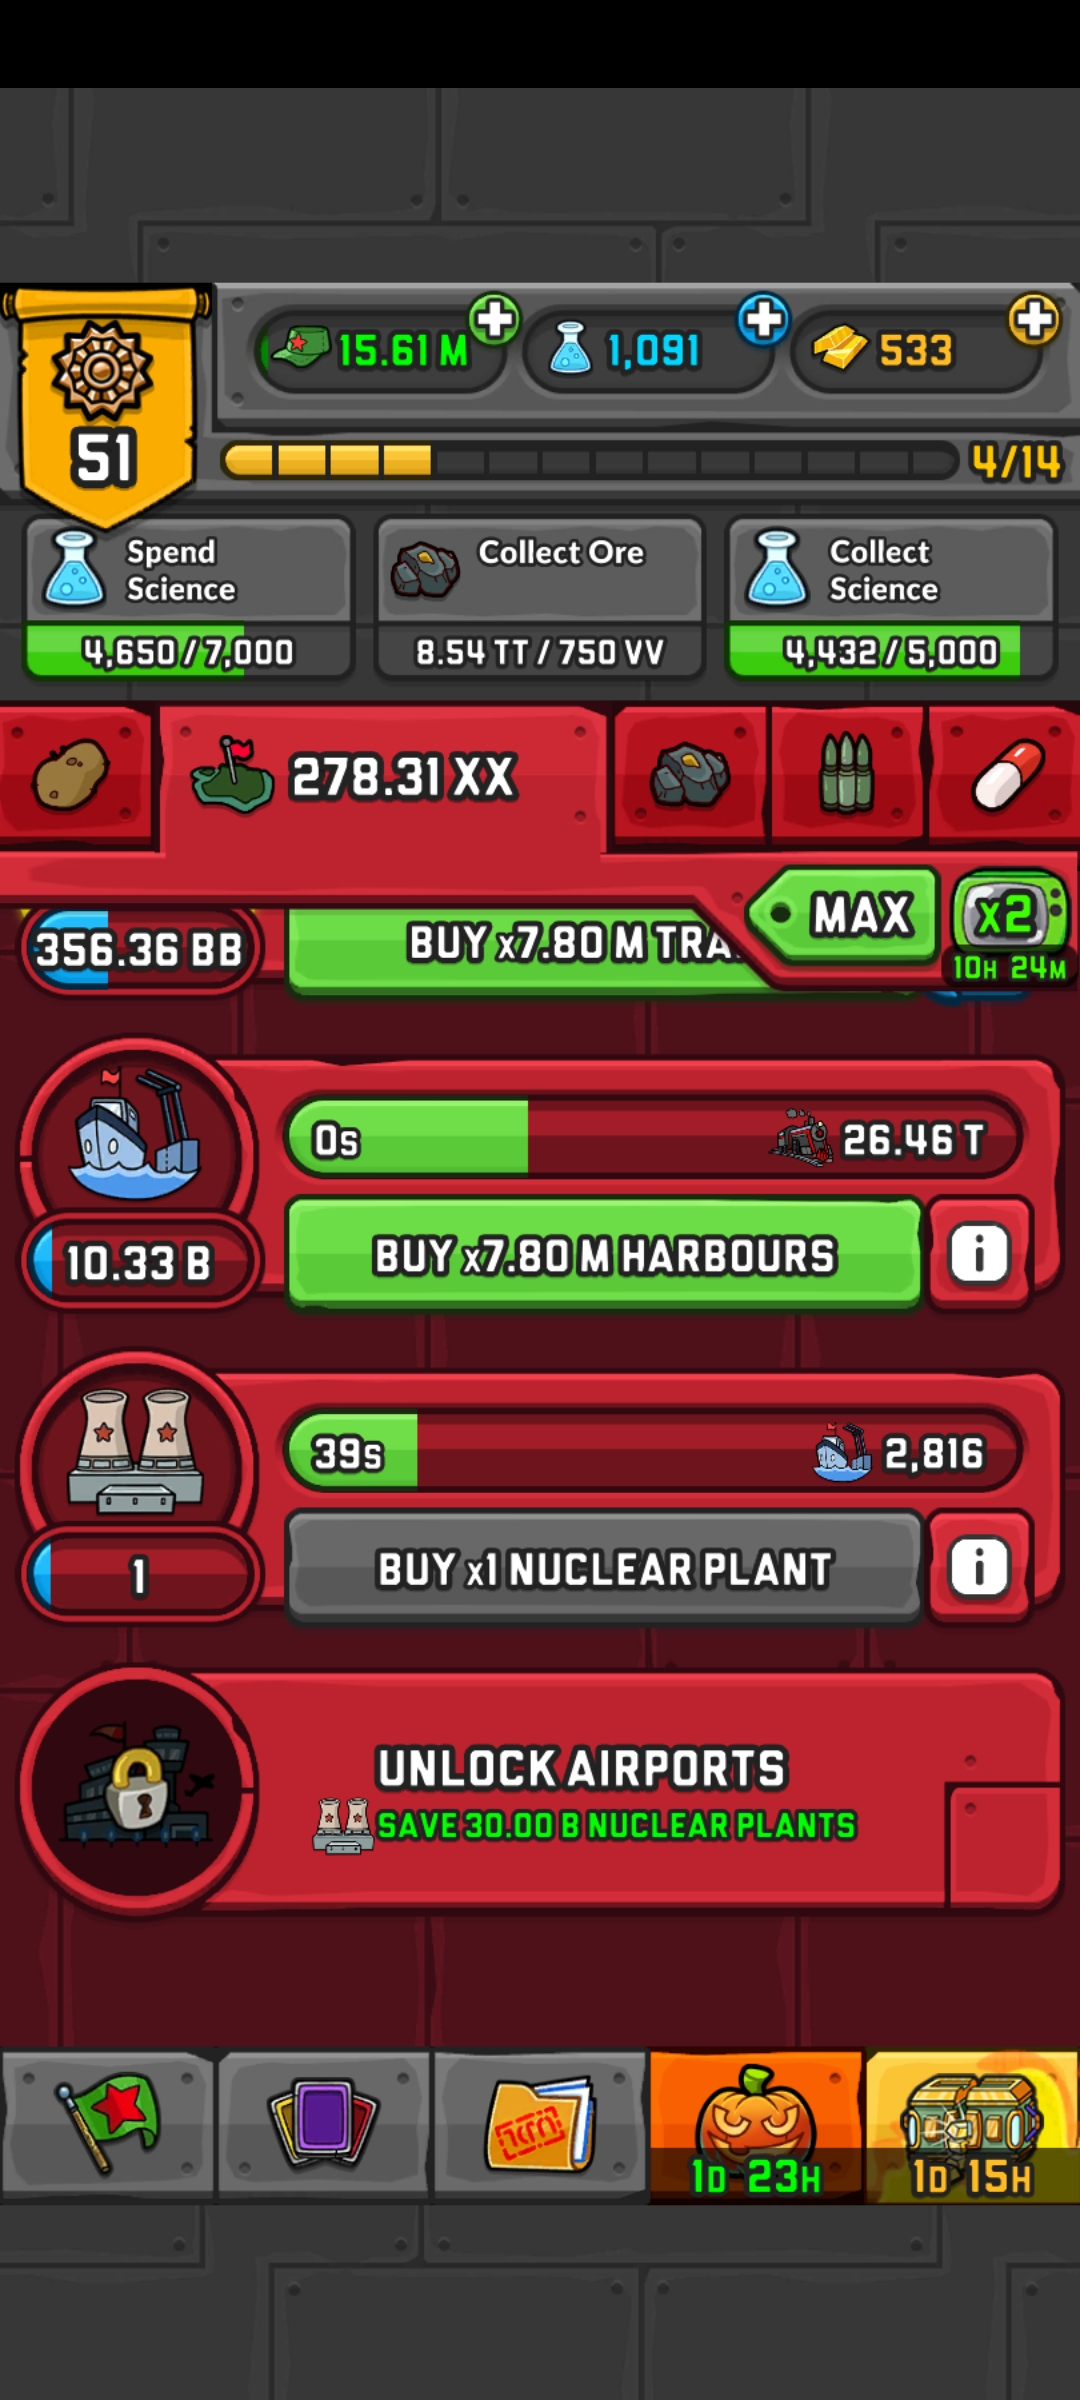 15.61 M
1,091
533
51
4/14
Spend
Science
4,650/7,000
Collect Ore
8.54 TT/750 VV
Collect
Science
4,432/5,000
278.31 XX
MAX
x2
10H 24M
356.36 BB
BUY x7.80 M TRA
0s
26.46 T
10.33 B
BUY x7.80 M HARBOURS
i
39s
2,816
1
BUY x1 NUCLEAR PLANT
i
UNLOCK AIRPORTS
SAVE 30.00 B NUCLEAR PLANTS
1D 23H
1D 15H